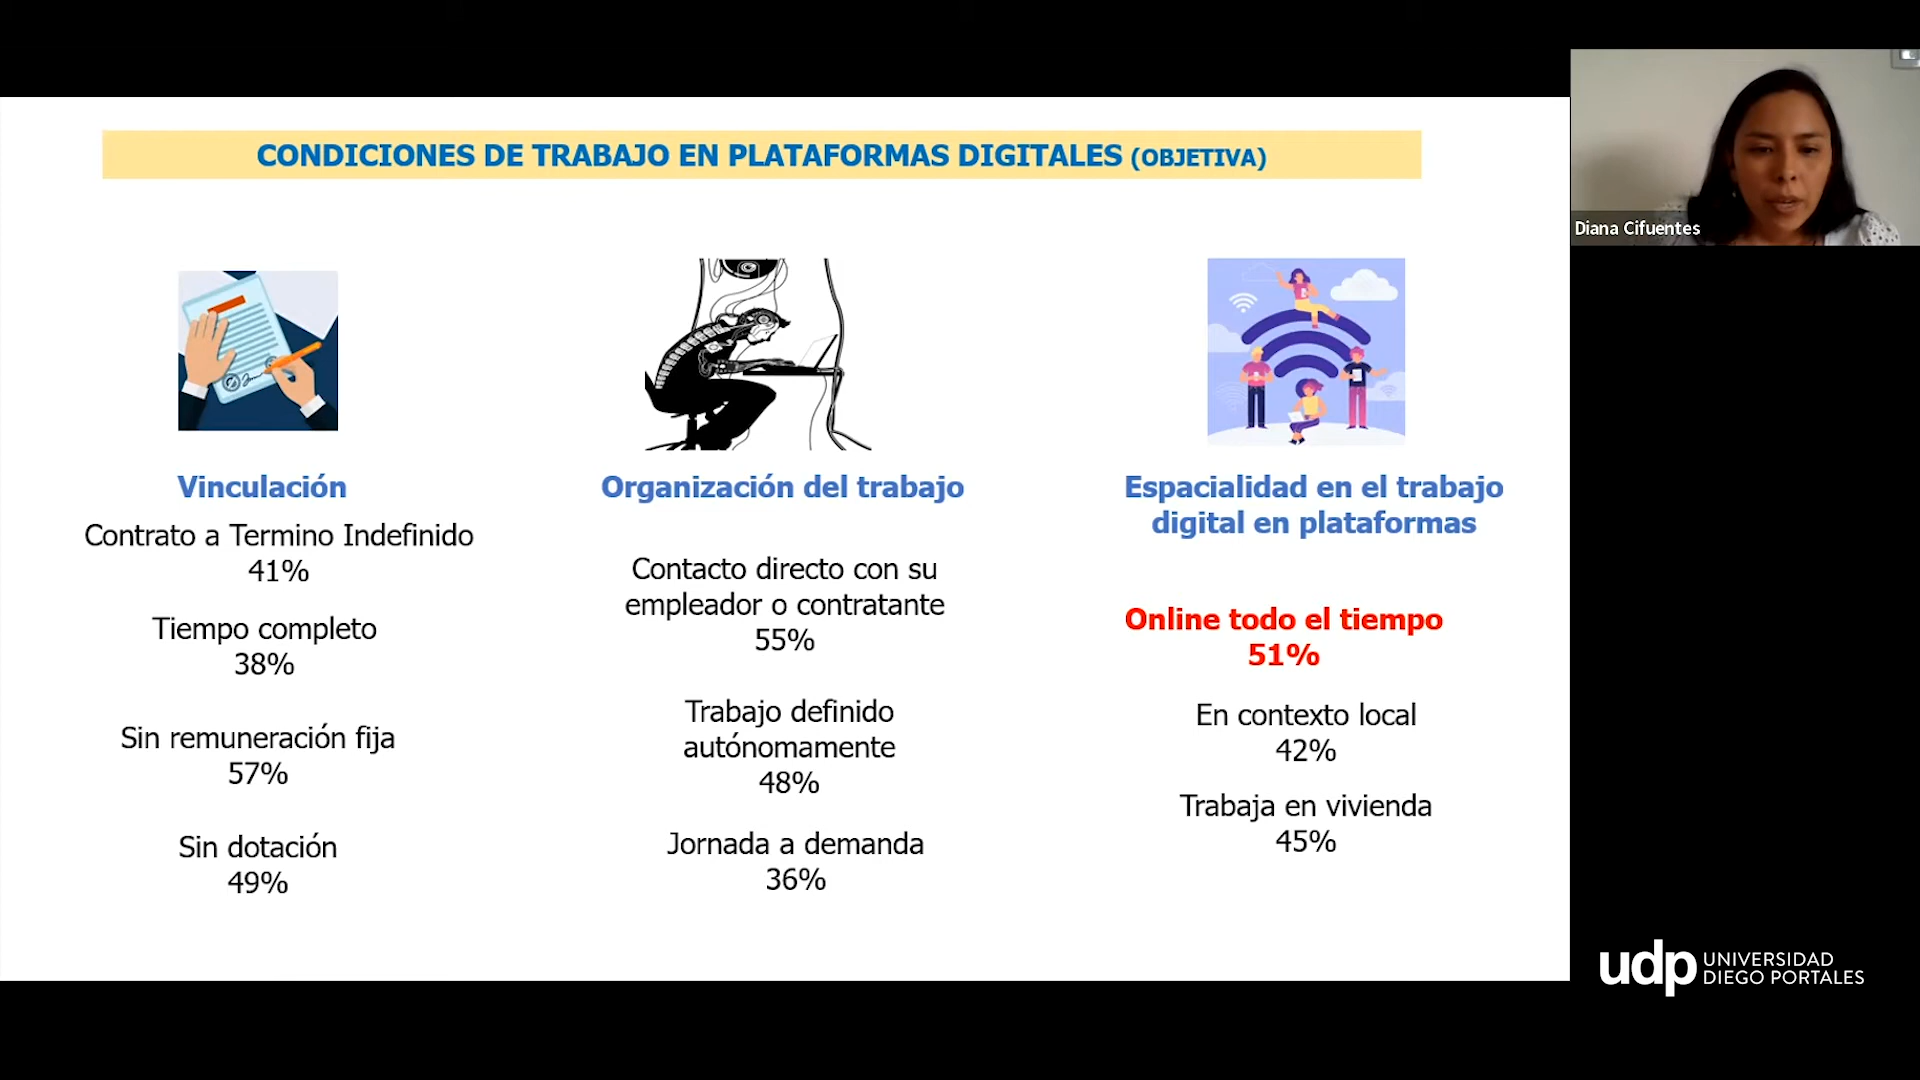 CONDICIONES DE TRABAJO EN PLATAFORMAS DIGITALES (OBJETIVA)
Diana Cifuentes
Vinculación
Contrato a Termino Indefinido
41%
Tiempo completo
38%
Sin remuneración fija
57%
Sin dotación
49%
Organización del trabajo
Contacto directo con su
empleador o contratante
55%
Trabajo definido
autónomamente
48%
Jornada a demanda
36%
Espacialidad en el trabajo
digital en plataformas
Online todo el tiempo
51%
En contexto local
42%
Trabaja en vivienda
45%
udp UNIVERSIDAD
DIEGO PORTALES